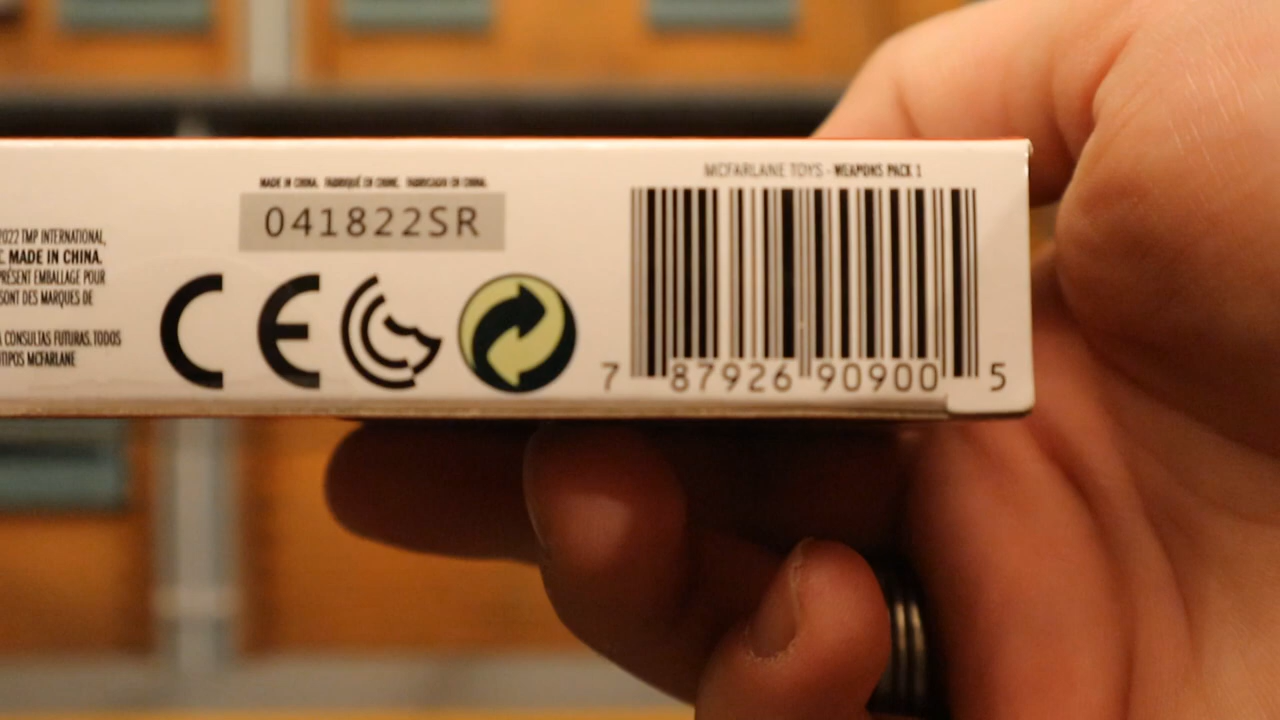 2022 TMP INTERNATIONAL,
MADE IN CHINA.
PRÉSENT EMBALLAGE POUR
SONT DES MARQUES DE
A CONSULTAS FUTURAS. TODOS
MCFARLANE
MADE IN CHINA. FABRIQUÉ EN CHINE. FABRICADO EN CHINA.
041822SR
CE
MCFARLANE TOYS - WEAPONS PACK 1
7 87926 90900 5